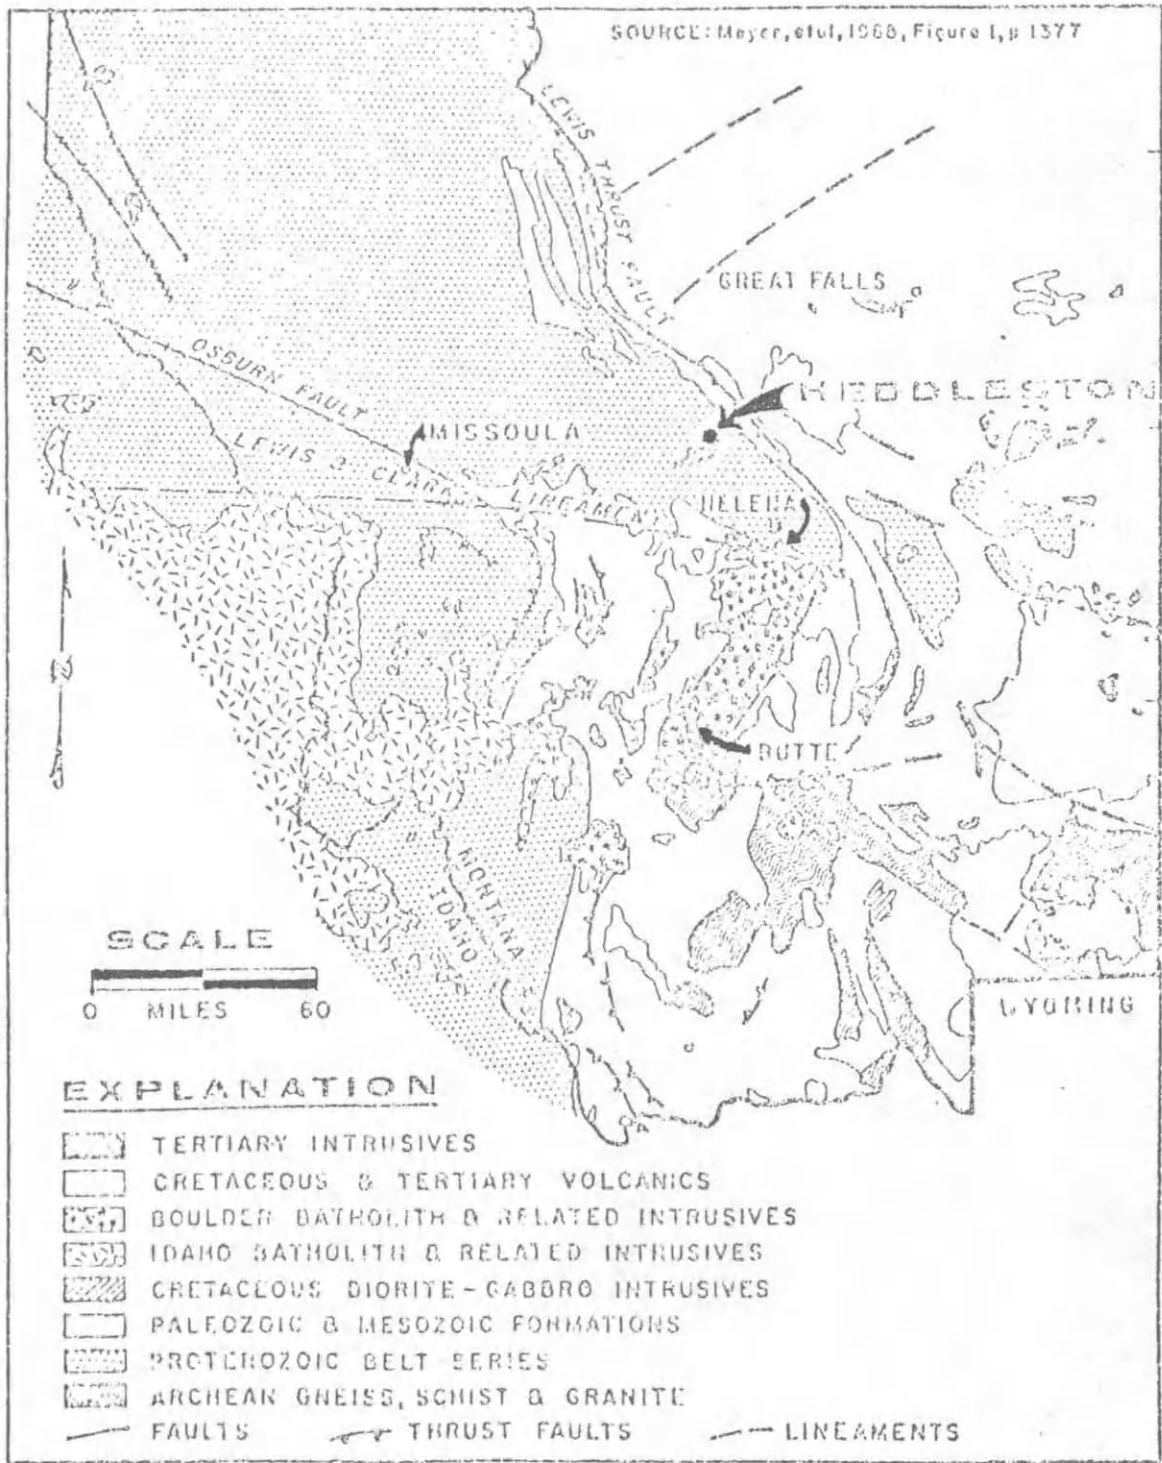 SOURCE: Meyer, etal, 1968, Figure 1, p 1377
LEWIS THRUST FAULT
GREAT FALLS
OSBURN FAULT
HEDDLESTON
MISSOULA
LEWIS & CLARK LINEAMENT
HELENA
BUTTE
MONTANA
IDAHO
SCALE
0 MILES 60
WYOMING
EXPLANATION
TERTIARY INTRUSIVES
CRETACEOUS & TERTIARY VOLCANICS
BOULDER BATHOLITH & RELATED INTRUSIVES
IDAHO BATHOLITH & RELATED INTRUSIVES
CRETACEOUS DIORITE-GABBRO INTRUSIVES
PALEOZOIC & MESOZOIC FORMATIONS
PROTEROZOIC BELT SERIES
ARCHEAN GNEISS, SCHIST & GRANITE
FAULTS THRUST FAULTS LINEAMENTS